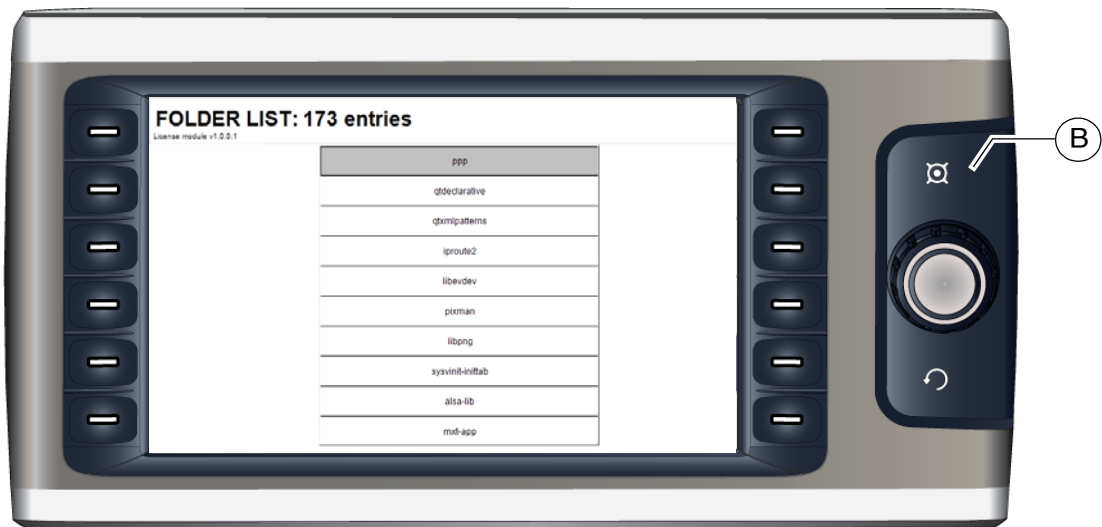 FOLDER LIST: 173 entries
License module v1.0.0.1
ppp
qtdeclarative
qtxmlpatterns
iproute2
libevdev
pixman
libpng
sysvinit-inittab
alsa-lib
mxfl-app
B